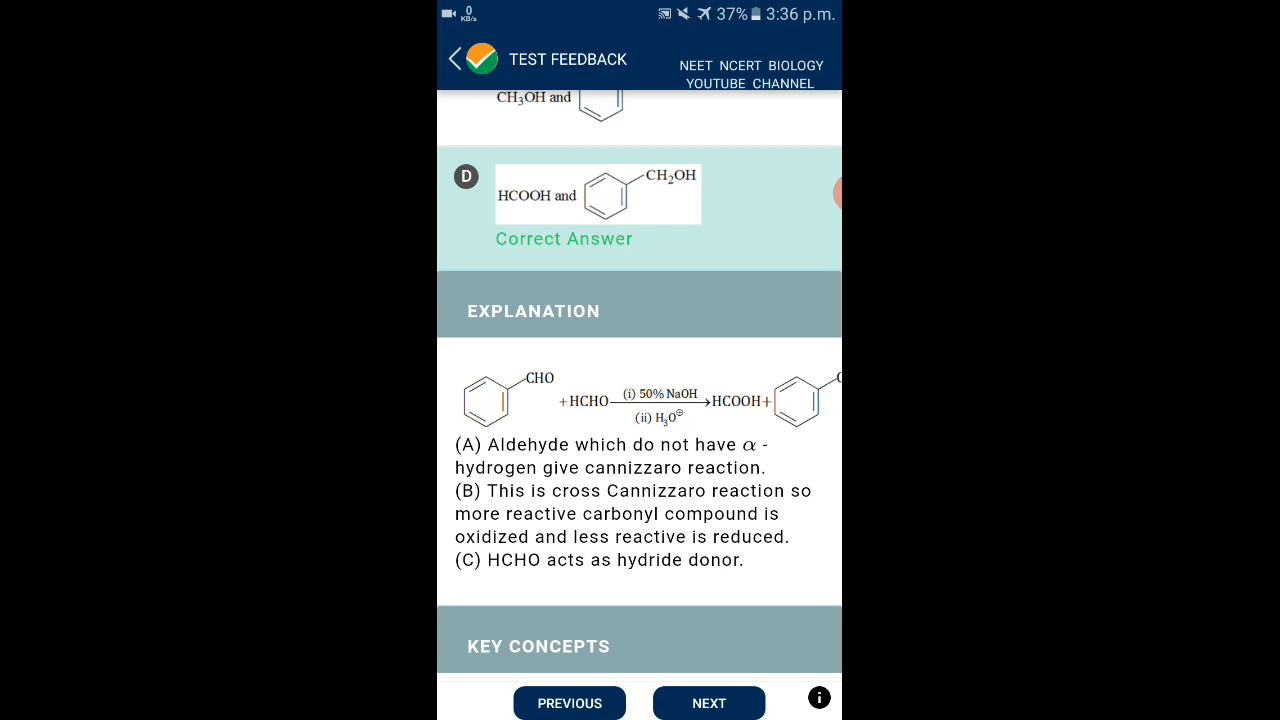 0
KB/s
37% 3:36 p.m.
TEST FEEDBACK
NEET NCERT BIOLOGY
YOUTUBE CHANNEL
CH₃OH and
D
CH₂OH
HCOOH and
Correct Answer
EXPLANATION
CHO
+ HCHO (i) 50% NaOH → HCOOH +
(ii) H₃O⊕
(A) Aldehyde which do not have α -
hydrogen give cannizzaro reaction.
(B) This is cross Cannizzaro reaction so
more reactive carbonyl compound is
oxidized and less reactive is reduced.
(C) HCHO acts as hydride donor.
KEY CONCEPTS
PREVIOUS
NEXT
i